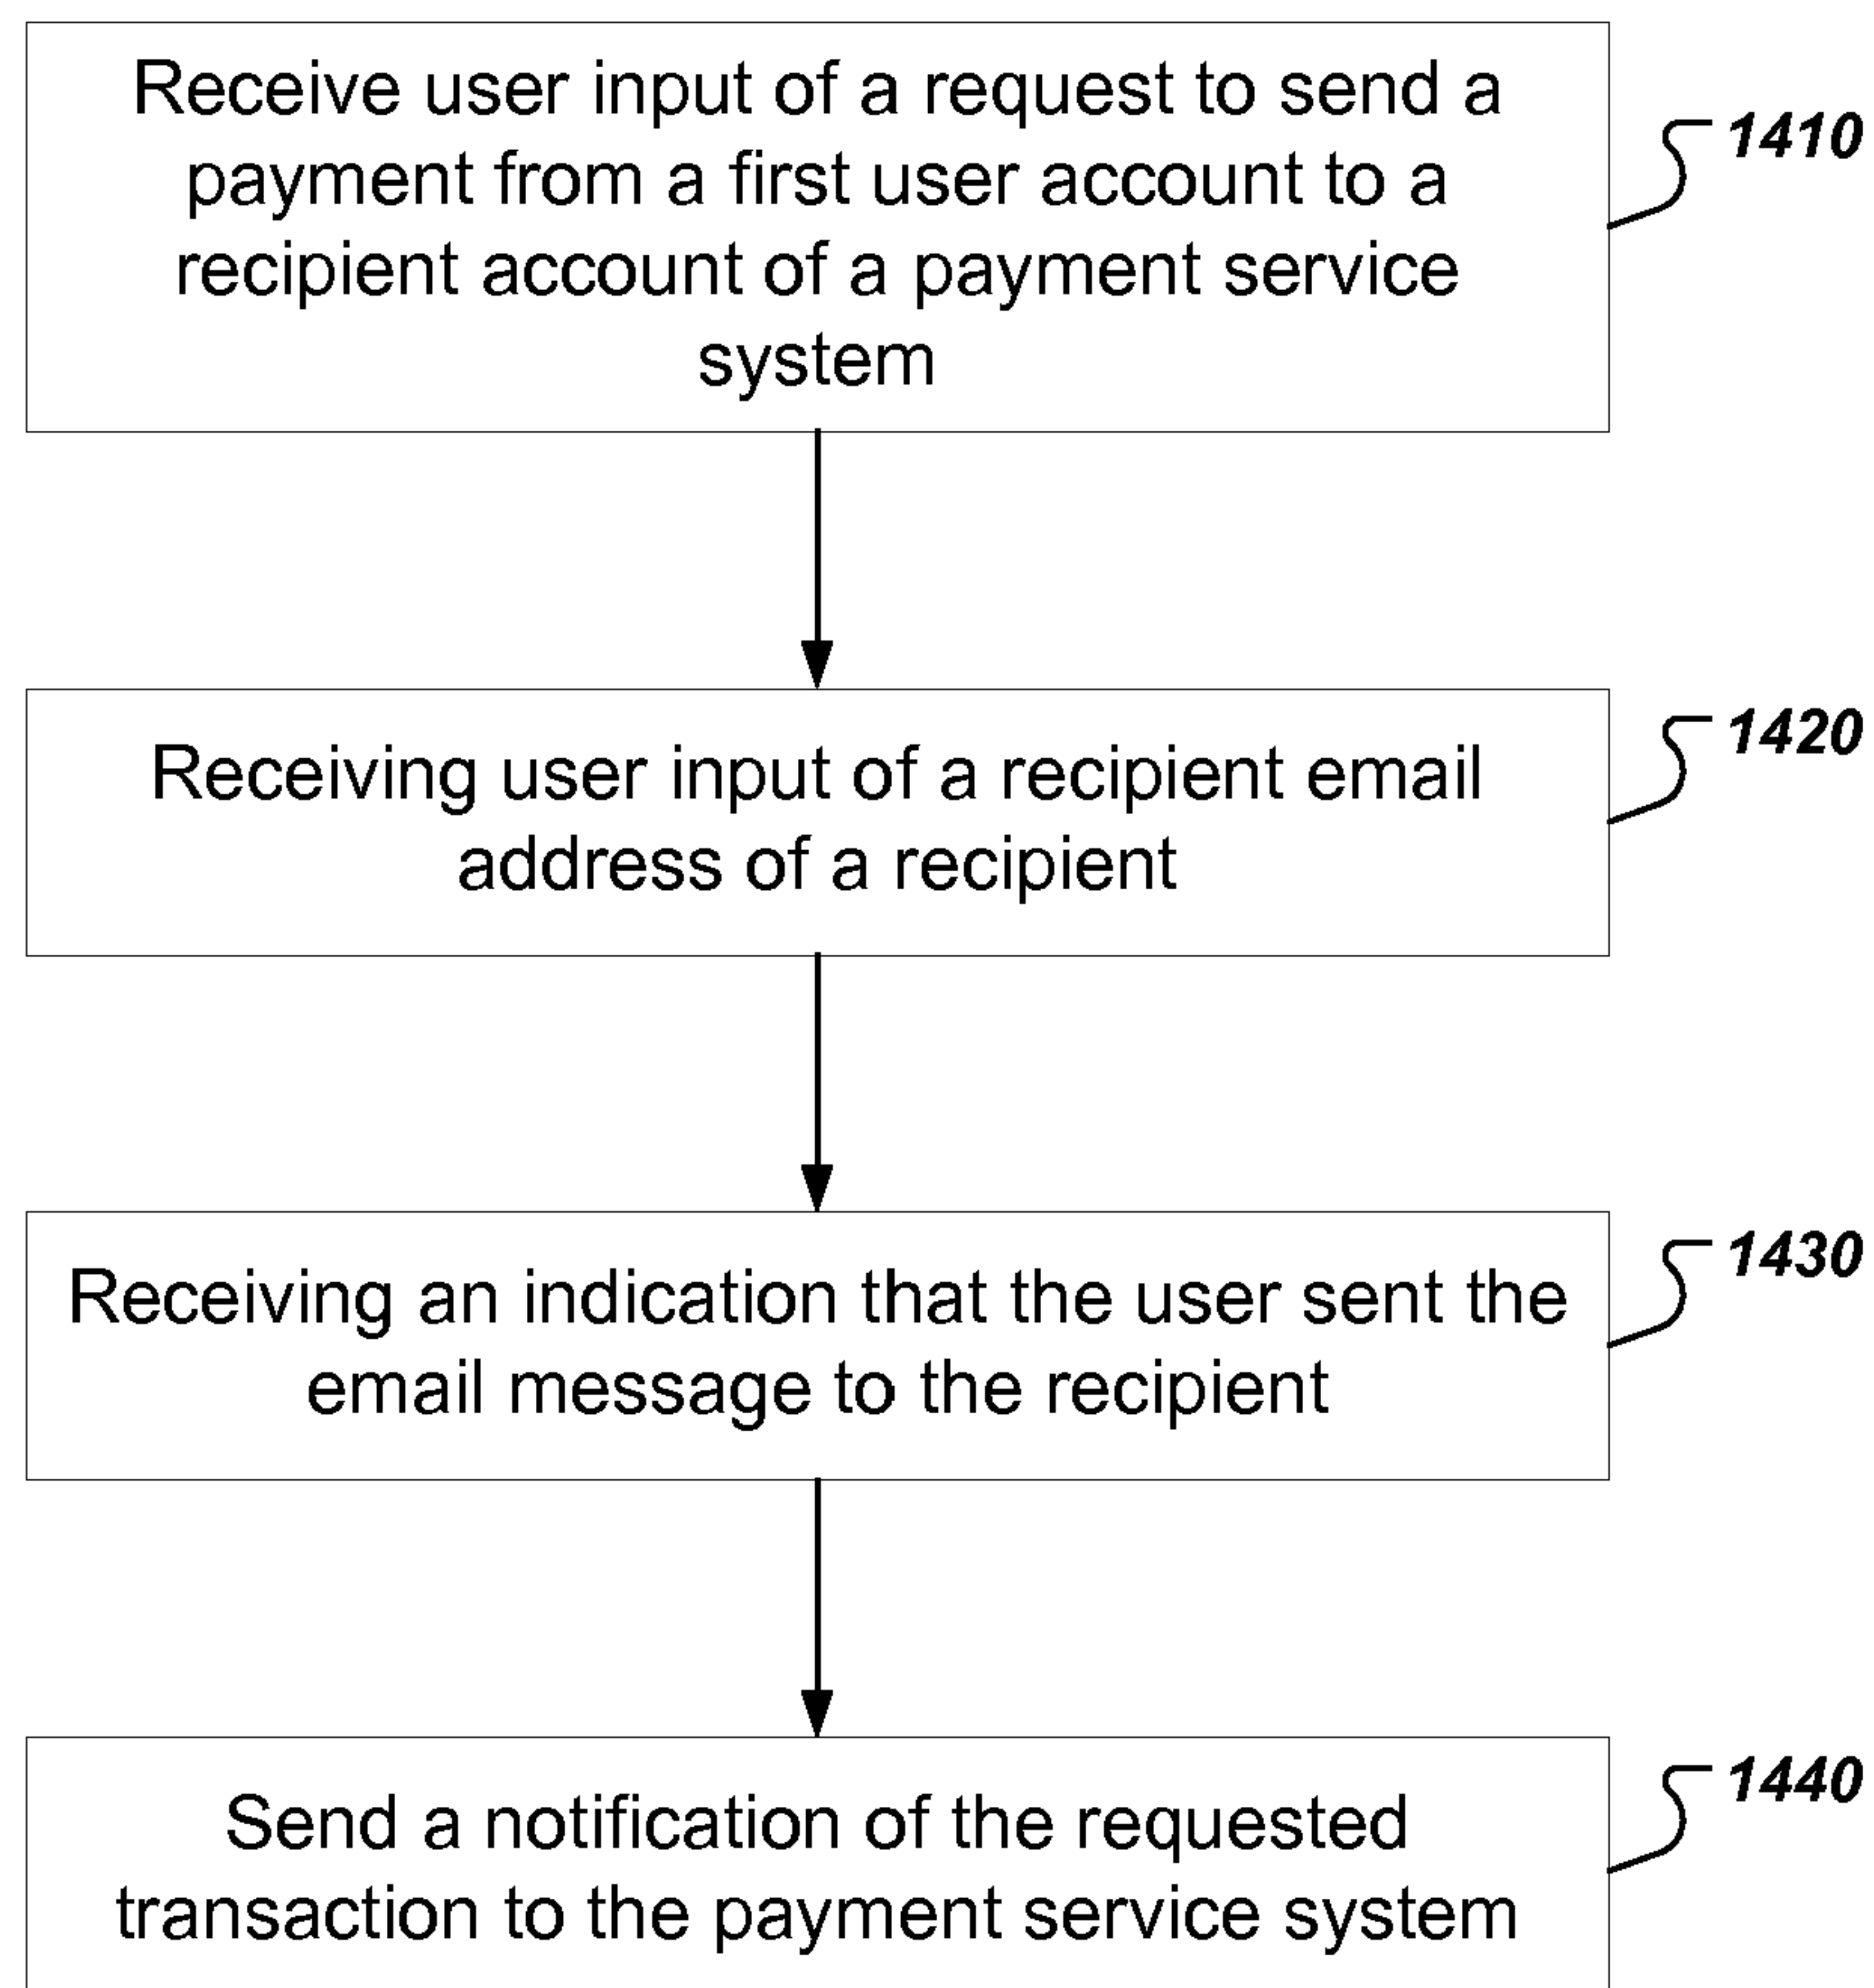 Receive user input of a request to send a
payment from a first user account to a
recipient account of a payment service
system
1410
Receiving user input of a recipient email
address of a recipient
1420
Receiving an indication that the user sent the
email message to the recipient
1430
Send a notification of the requested
transaction to the payment service system
1440